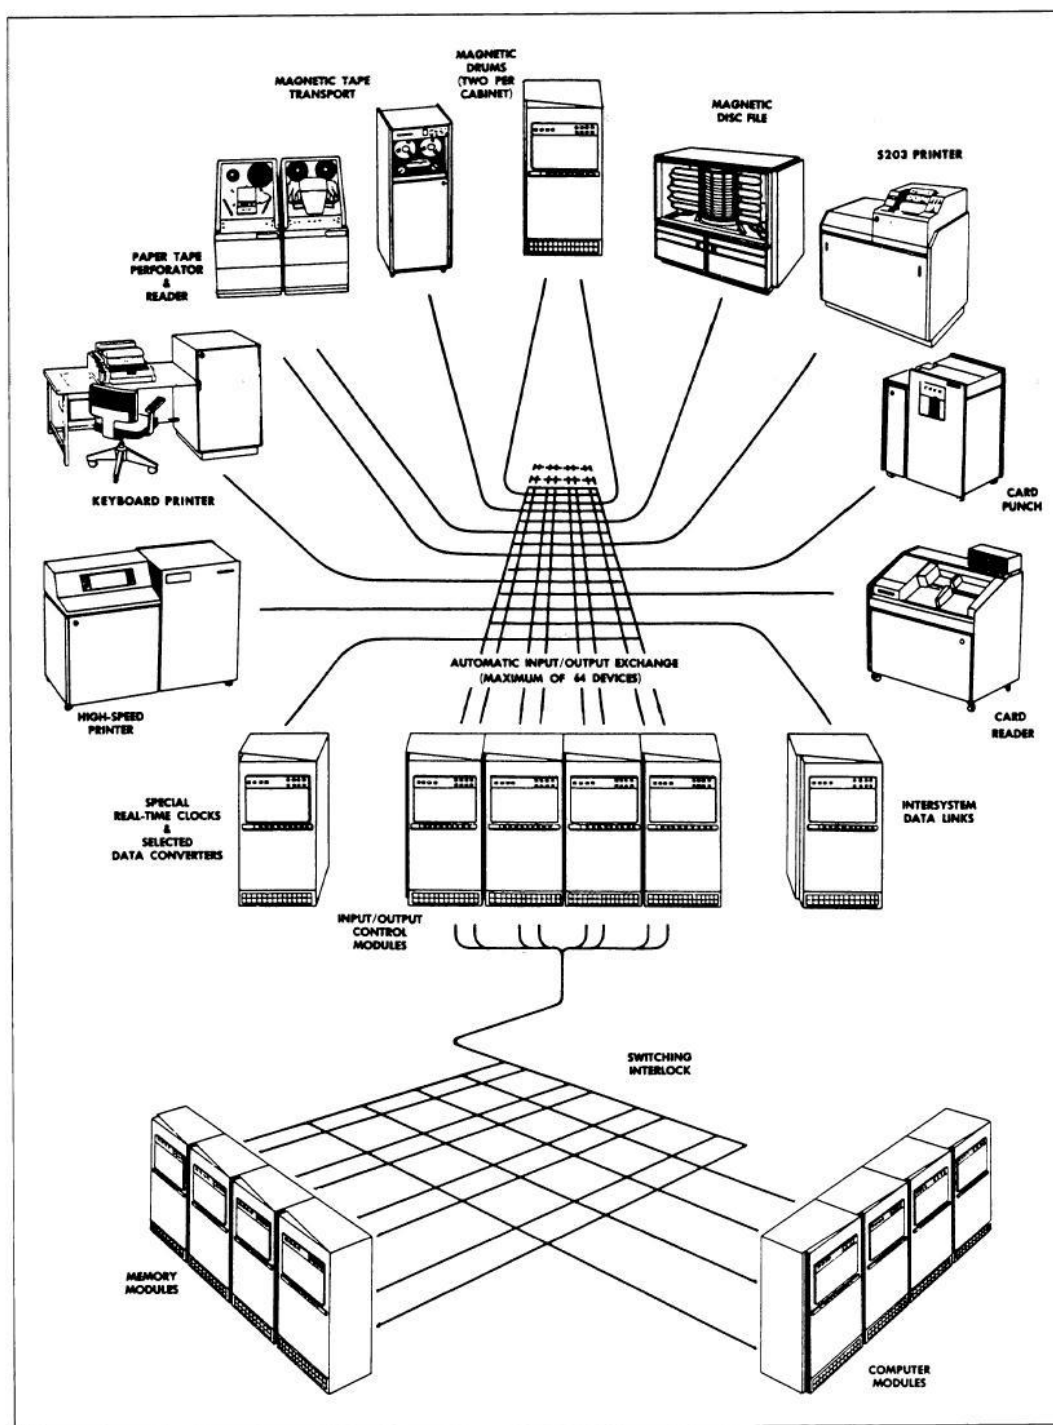 MAGNETIC
DRUMS
(TWO PER
CABINET)
MAGNETIC TAPE
TRANSPORT
MAGNETIC
DISC FILE
S203 PRINTER
PAPER TAPE
PERFORATOR
&
READER
KEYBOARD PRINTER
CARD
PUNCH
AUTOMATIC INPUT/OUTPUT EXCHANGE
(MAXIMUM OF 64 DEVICES)
HIGH-SPEED
PRINTER
CARD
READER
SPECIAL
REAL-TIME CLOCKS
&
SELECTED
DATA CONVERTERS
INTERSYSTEM
DATA LINKS
INPUT/OUTPUT
CONTROL
MODULES
SWITCHING
INTERLOCK
MEMORY
MODULES
COMPUTER
MODULES